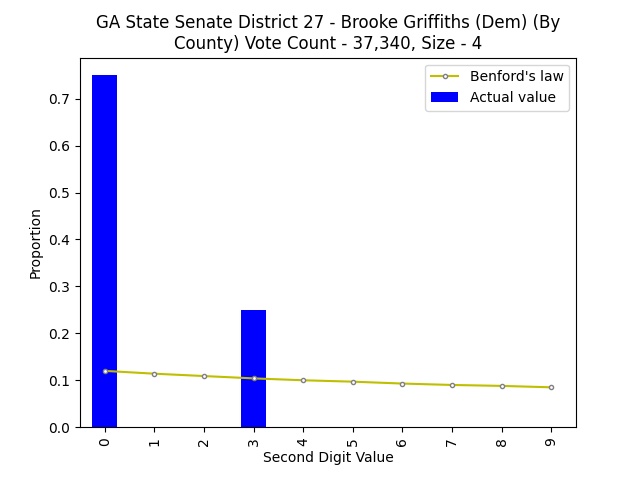 GA State Senate District 27 - Brooke Griffiths (Dem) (By
County) Vote Count - 37,340, Size - 4
Benford's law
Actual value
Proportion
0.7
0.6
0.5
0.4
0.3
0.2
0.1
0.0
0 1 2 3 4 5 6 7 8 9
Second Digit Value